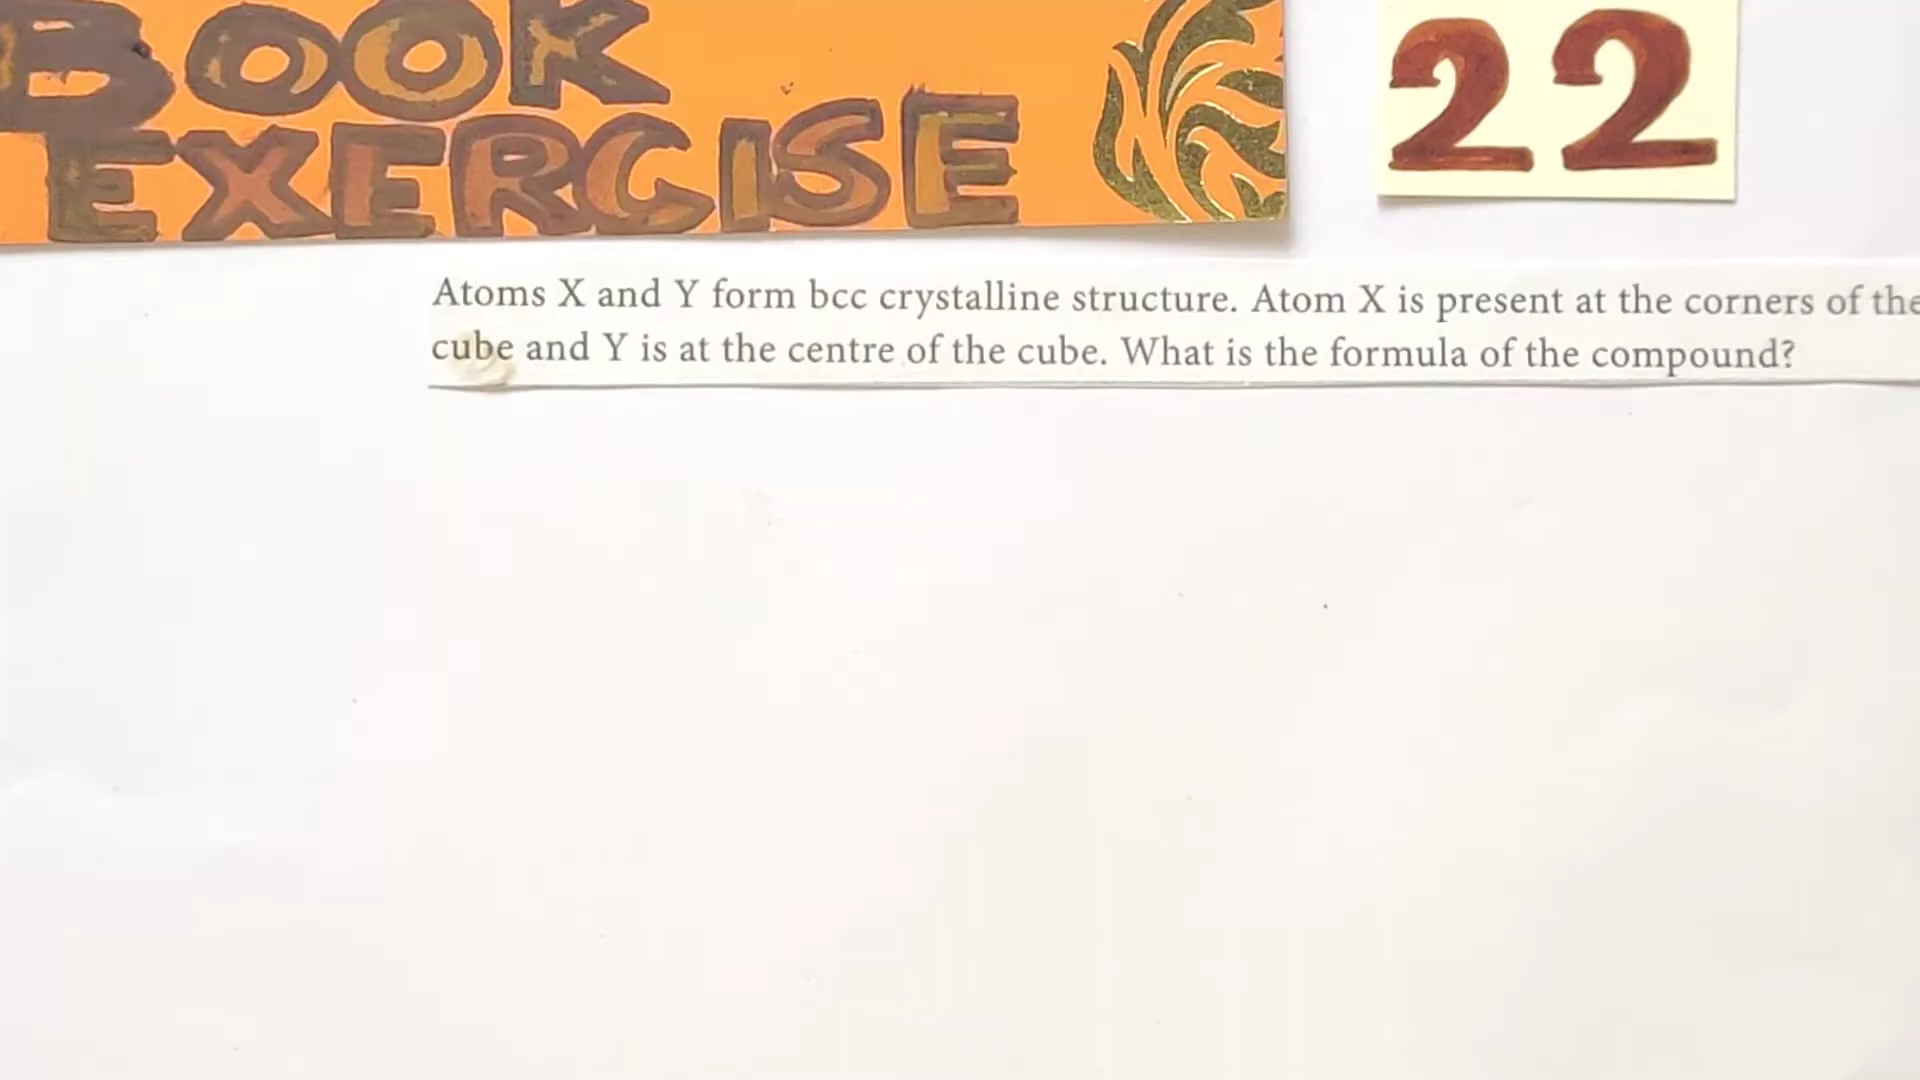 BOOK
EXERCISE
22
Atoms X and Y form bcc crystalline structure. Atom X is present at the corners of the
cube and Y is at the centre of the cube. What is the formula of the compound?